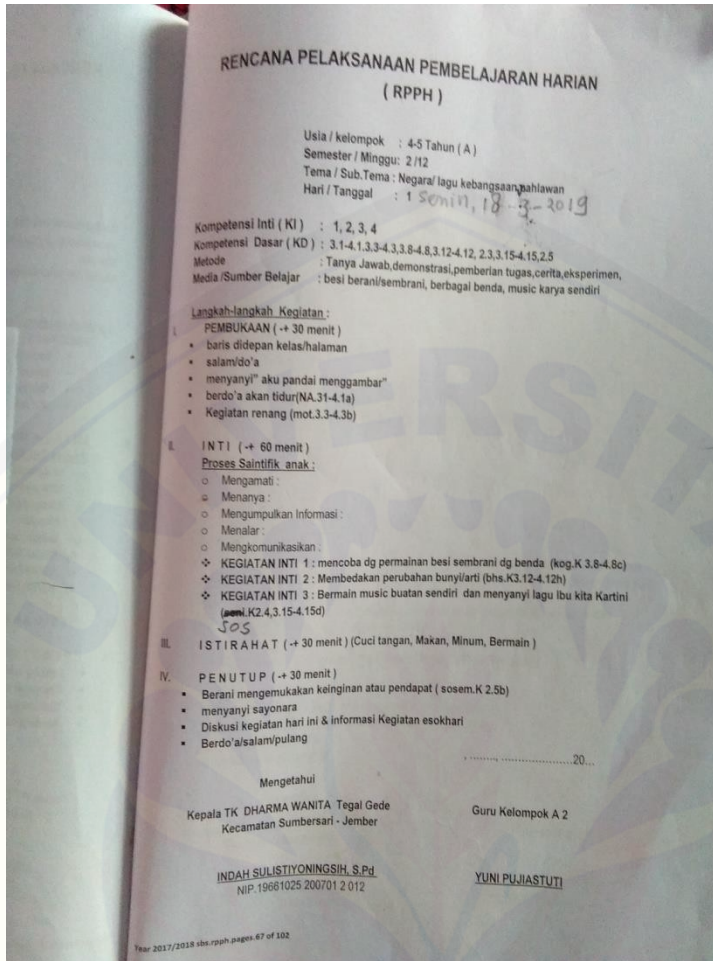 RENCANA PELAKSANAAN PEMBELAJARAN HARIAN
( RPPH )
Usia / kelompok : 4-5 Tahun ( A )
Semester / Minggu: 2 /12
Tema / Sub.Tema : Negara/ lagu kebangsaan,pahlawan
Hari / Tanggal : 1 Senin, 18-3-2019
Kompetensi Inti ( KI ) : 1, 2, 3, 4
Kompetensi Dasar ( KD ) : 3.1-4.1.3.3-4.3,3.8-4.8,3.12-4.12, 2.3,3.15-4.15,2.5
Metode : Tanya Jawab,demonstrasi,pemberian tugas,cerita,eksperimen,
Media /Sumber Belajar : besi berani/sembrani, berbagai benda, music karya sendiri
Langkah-langkah Kegiatan :
I. PEMBUKAAN ( -+ 30 menit )
▪ baris didepan kelas/halaman
▪ salam/do'a
▪ menyanyi" aku pandai menggambar"
▪ berdo'a akan tidur(NA.31-4.1a)
▪ Kegiatan renang (mot.3.3-4.3b)
II. I N T I ( -+ 60 menit )
Proses Saintifik anak :
o Mengamati :
o Menanya :
o Mengumpulkan Informasi :
o Menalar :
o Mengkomunikasikan :
❖ KEGIATAN INTI 1 : mencoba dg permainan besi sembrani dg benda (kog.K 3.8-4.8c)
❖ KEGIATAN INTI 2 : Membedakan perubahan bunyi/arti (bhs.K3.12-4.12h)
❖ KEGIATAN INTI 3 : Bermain music buatan sendiri dan menyanyi lagu Ibu kita Kartini
(seni.K2.4,3.15-4.15d)
SOS
III. I S T I R A H A T ( -+ 30 menit ) (Cuci tangan, Makan, Minum, Bermain )
IV. P E N U T U P ( -+ 30 menit )
▪ Berani mengemukakan keinginan atau pendapat ( sosem.K 2.5b)
▪ menyanyi sayonara
▪ Diskusi kegiatan hari ini & informasi Kegiatan esokhari
▪ Berdo'a/salam/pulang
, ........, .....................20...
Mengetahui
Kepala TK DHARMA WANITA Tegal Gede Guru Kelompok A 2
Kecamatan Sumbersari - Jember
INDAH SULISTIYONINGSIH, S.Pd YUNI PUJIASTUTI
NIP.19661025 200701 2 012
Year 2017/2018 sbs.rpph.pages.67 of 102
UNIVERSITA